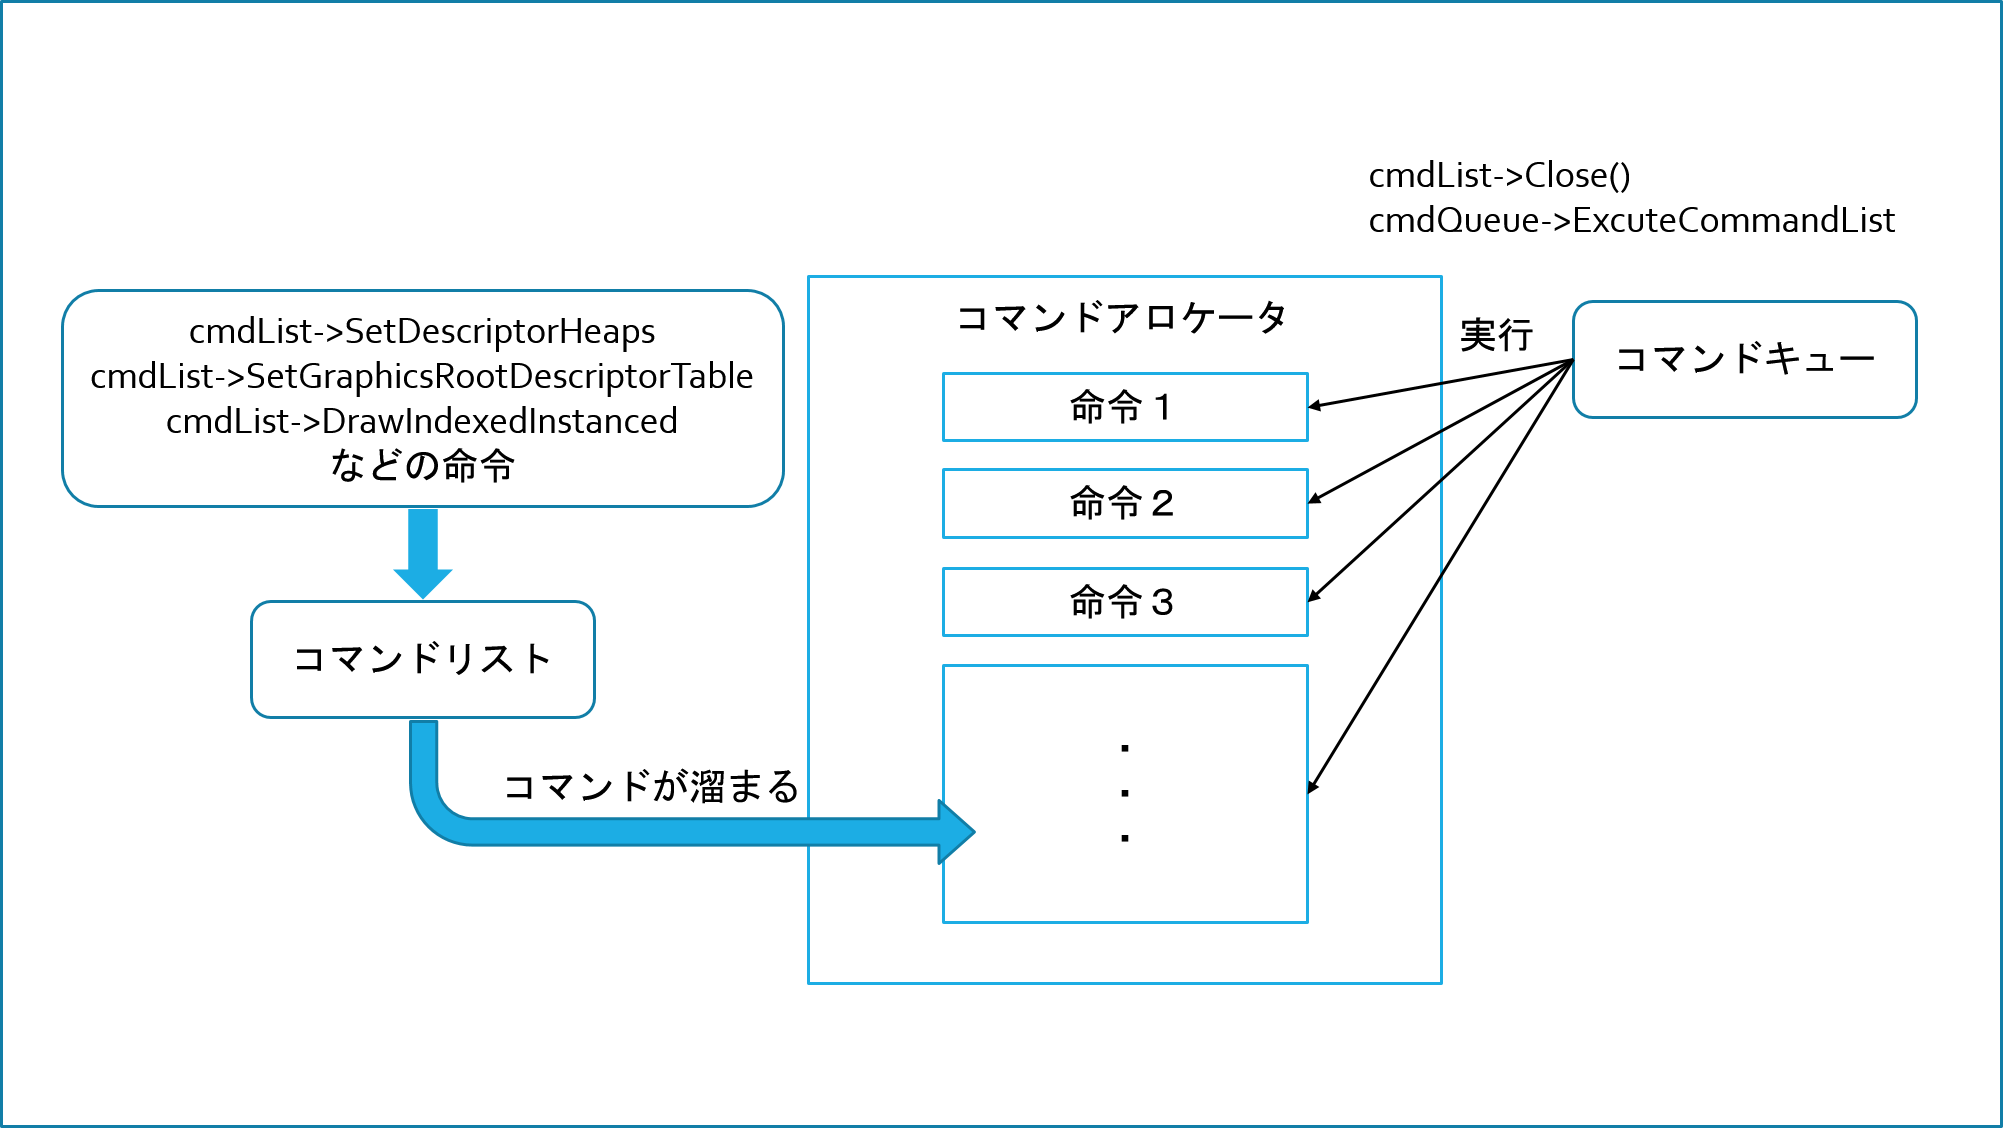 cmdList->Close()
cmdQueue->ExcuteCommandList
cmdList->SetDescriptorHeaps
cmdList->SetGraphicsRootDescriptorTable
cmdList->DrawIndexedInstanced
などの命令
コマンドリスト
コマンドが溜まる
コマンドアロケータ
命令１
命令２
命令３
・
・
・
実行
コマンドキュー